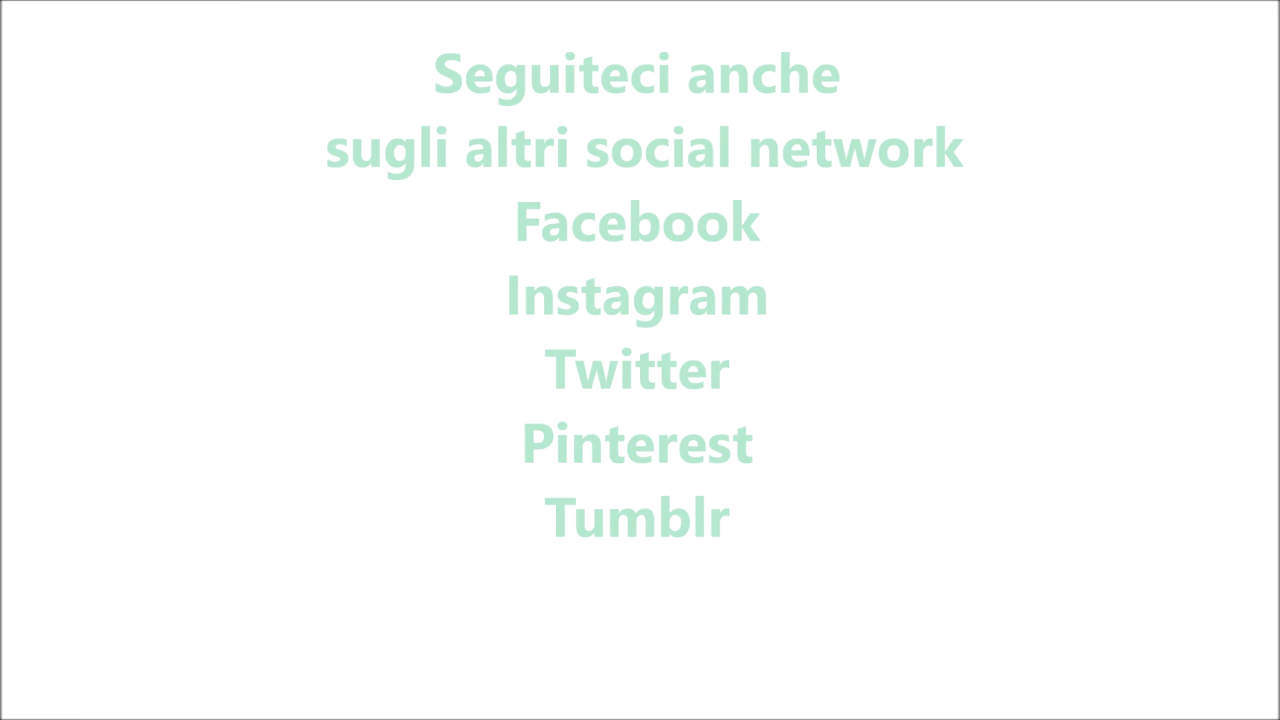 Seguiteci anche
sugli altri social network
Facebook
Instagram
Twitter
Pinterest
Tumblr